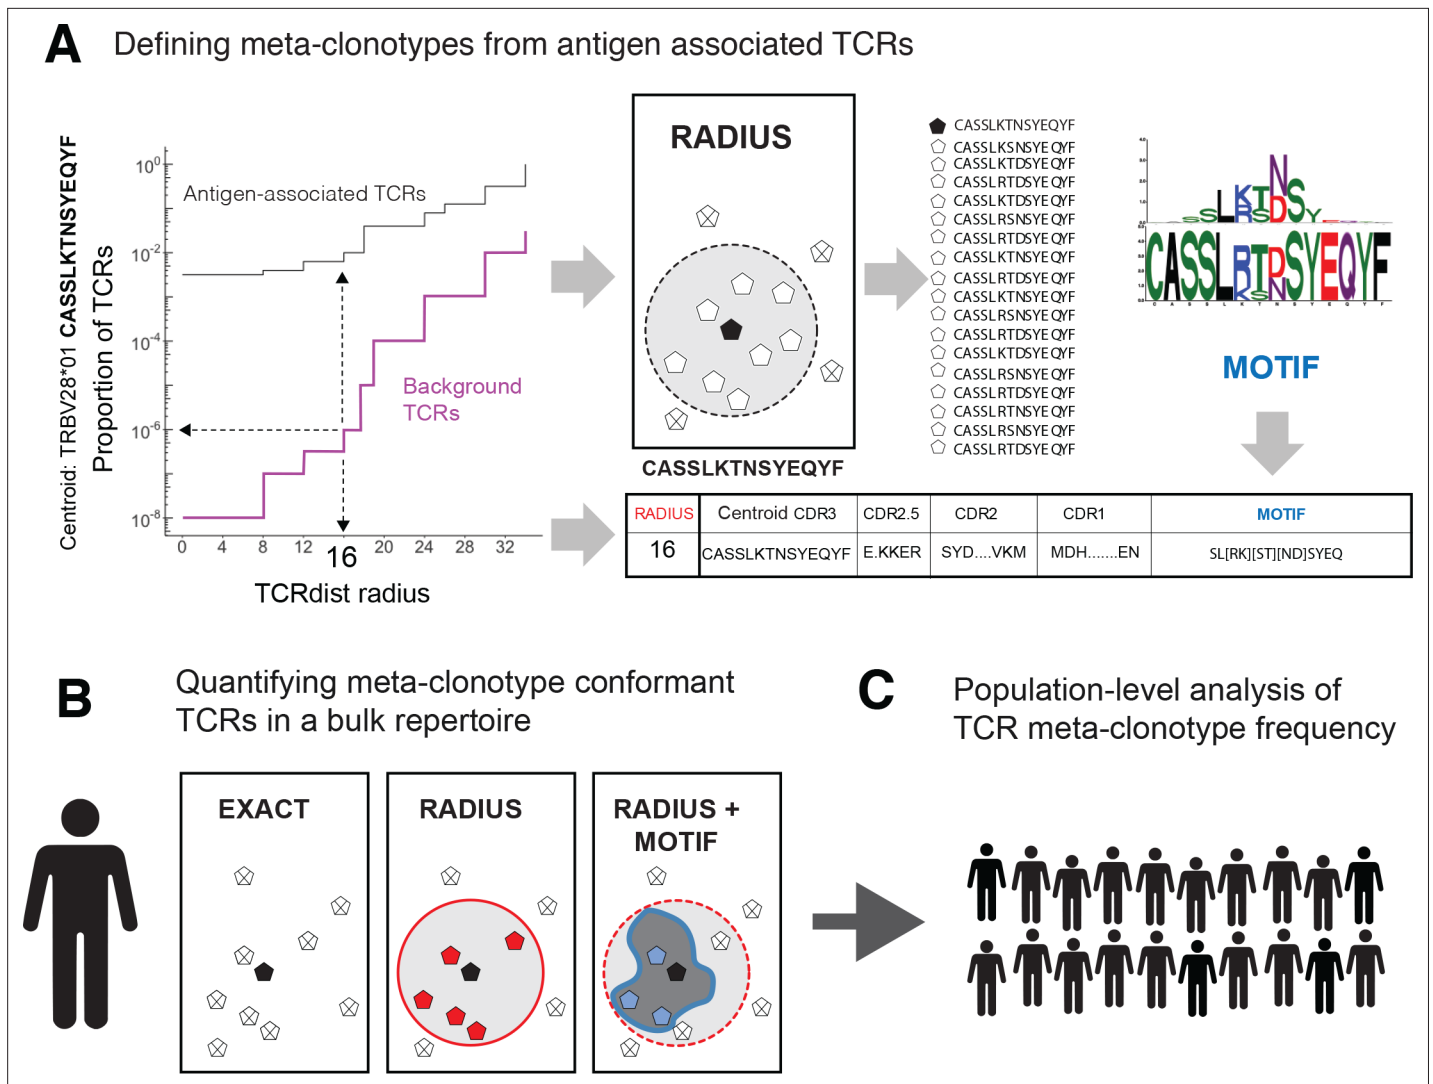 A Defining meta-clonotypes from antigen associated TCRs
Centroid: TRBV28*01 CASSLKTNSYEQYF
Proportion of TCRs
10^0
10^-2
10^-4
10^-6
10^-8
Antigen-associated TCRs
Background
TCRs
0 4 8 12 16 20 24 28 32
TCRdist radius
RADIUS
CASSLKTNSYEQYF
CASSLKTNSYEQYF
CASSLKSNSYEQYF
CASSLKTDSYEQYF
CASSLRTDSYEQYF
CASSLKTDSYEQYF
CASSLRSNSYEQYF
CASSLRTDSYEQYF
CASSLKTNSYEQYF
CASSLRTDSYEQYF
CASSLKTNSYEQYF
CASSLRSNSYEQYF
CASSLRTDSYEQYF
CASSLKTDSYEQYF
CASSLRSNSYEQYF
CASSLRTDSYEQYF
CASSLRTNSYEQYF
CASSLRSNSYEQYF
CASSLRTDSYEQYF
MOTIF
RADIUS Centroid CDR3 CDR2.5 CDR2 CDR1 MOTIF
16 CASSLKTNSYEQYF E.KKER SYD....VKM MDH.......EN SL[RK][ST][ND]SYEQ
B Quantifying meta-clonotype conformant
TCRs in a bulk repertoire
EXACT
RADIUS
RADIUS +
MOTIF
C Population-level analysis of
TCR meta-clonotype frequency